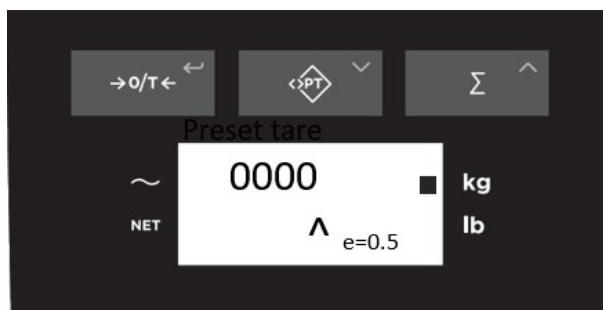 →0/T← <>PT Σ
Preset tare
~ 0000 kg
NET ^ e=0.5 lb